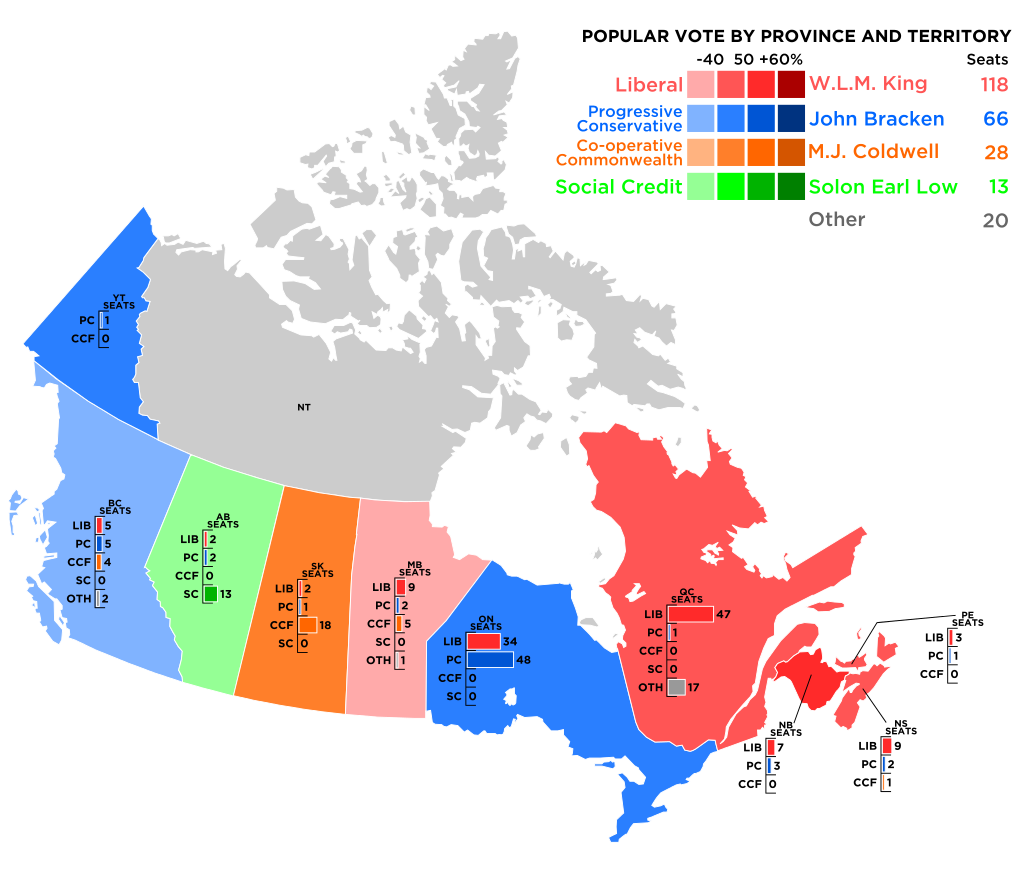 POPULAR VOTE BY PROVINCE AND TERRITORY
-40 50 +60% Seats
Liberal W.L.M. King 118
Progressive
Conservative John Bracken 66
Co-operative
Commonwealth M.J. Coldwell 28
Social Credit Solon Earl Low 13
Other 20
YT
SEATS
PC 1
CCF 0
NT
BC
SEATS
LIB 5
PC 5
CCF 4
SC 0
OTH 2
AB
SEATS
LIB 2
PC 2
CCF 0
SC 13
SK
SEATS
LIB 2
PC 1
CCF 18
SC 0
MB
SEATS
LIB 9
PC 2
CCF 5
SC 0
OTH 1
ON
SEATS
LIB 34
PC 48
CCF 0
SC 0
QC
SEATS
LIB 47
PC 1
CCF 0
SC 0
OTH 17
PE
SEATS
LIB 3
PC 1
CCF 0
NB
SEATS
LIB 7
PC 3
CCF 0
NS
SEATS
LIB 9
PC 2
CCF 1